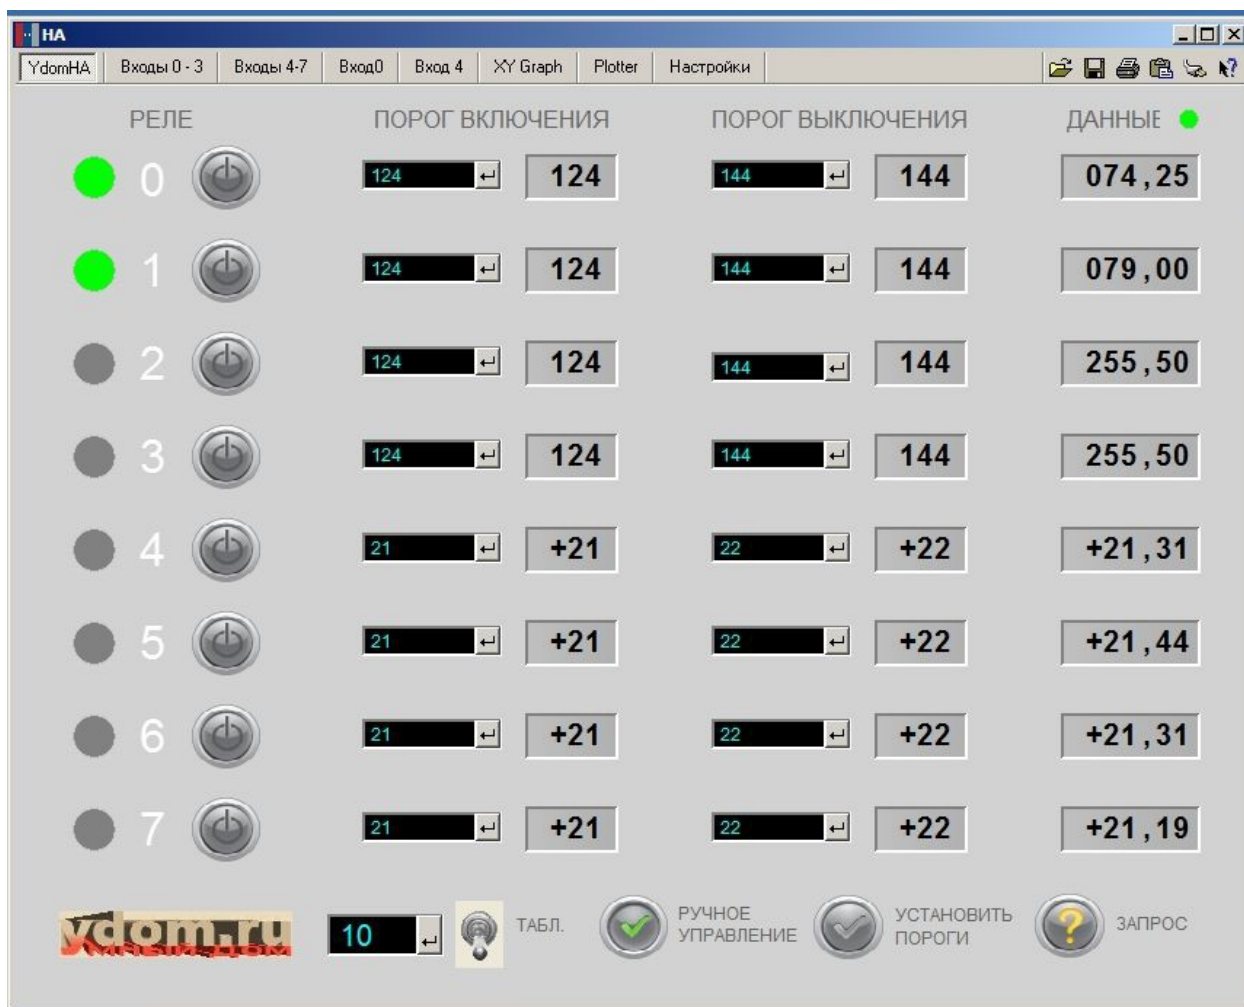 НА
YdomHA Входы 0 - 3 Входы 4-7 Вход0 Вход 4 XY Graph Plotter Настройки
РЕЛЕ ПОРОГ ВКЛЮЧЕНИЯ ПОРОГ ВЫКЛЮЧЕНИЯ ДАННЫЕ
0 124 124 144 144 074,25
1 124 124 144 144 079,00
2 124 124 144 144 255,50
3 124 124 144 144 255,50
4 21 +21 22 +22 +21,31
5 21 +21 22 +22 +21,44
6 21 +21 22 +22 +21,31
7 21 +21 22 +22 +21,19
ydom.ru
УМНЫЙ ДОМ
10 ТАБЛ.
РУЧНОЕ
УПРАВЛЕНИЕ
УСТАНОВИТЬ
ПОРОГИ
ЗАПРОС